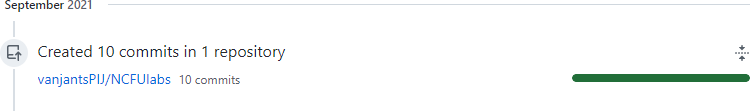 September 2021
Created 10 commits in 1 repository
vanjantsPIJ/NCFUlabs 10 commits